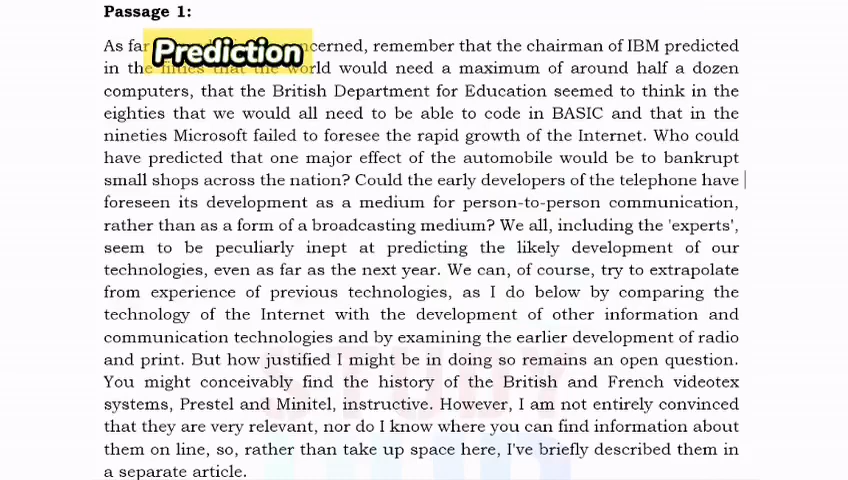 Passage 1:
As far Prediction ncerned, remember that the chairman of IBM predicted
in the fifties that the world would need a maximum of around half a dozen
computers, that the British Department for Education seemed to think in the
eighties that we would all need to be able to code in BASIC and that in the
nineties Microsoft failed to foresee the rapid growth of the Internet. Who could
have predicted that one major effect of the automobile would be to bankrupt
small shops across the nation? Could the early developers of the telephone have
foreseen its development as a medium for person-to-person communication,
rather than as a form of a broadcasting medium? We all, including the 'experts',
seem to be peculiarly inept at predicting the likely development of our
technologies, even as far as the next year. We can, of course, try to extrapolate
from experience of previous technologies, as I do below by comparing the
technology of the Internet with the development of other information and
communication technologies and by examining the earlier development of radio
and print. But how justified I might be in doing so remains an open question.
You might conceivably find the history of the British and French videotex
systems, Prestel and Minitel, instructive. However, I am not entirely convinced
that they are very relevant, nor do I know where you can find information about
them on line, so, rather than take up space here, I've briefly described them in
a separate article.